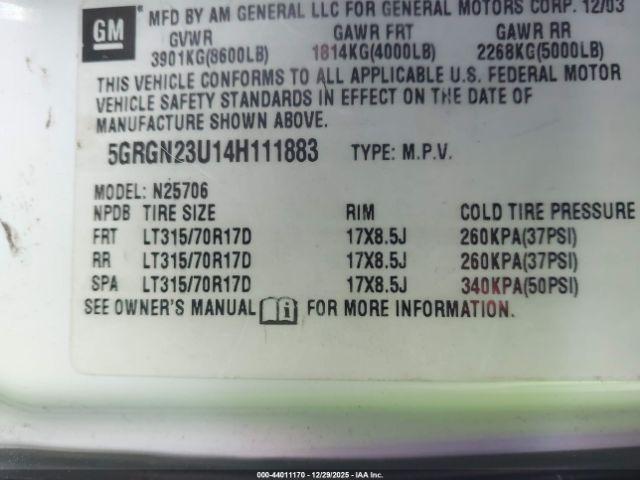 GM
MFD BY AM GENERAL LLC FOR GENERAL MOTORS CORP. 12/03
GVWR GAWR FRT GAWR RR
3901KG(8600LB) 1814KG(4000LB) 2268KG(5000LB)
THIS VEHICLE CONFORMS TO ALL APPLICABLE U.S. FEDERAL MOTOR
VEHICLE SAFETY STANDARDS IN EFFECT ON THE DATE OF
MANUFACTURE SHOWN ABOVE.
5GRGN23U14H111883 TYPE: M.P.V.
MODEL: N25706
NPDB TIRE SIZE RIM COLD TIRE PRESSURE
FRT LT315/70R17D 17X8.5J 260KPA(37PSI)
RR LT315/70R17D 17X8.5J 260KPA(37PSI)
SPA LT315/70R17D 17X8.5J 340KPA(50PSI)
SEE OWNER'S MANUAL i FOR MORE INFORMATION.
000-44011170 - 12/29/2025 - IAA Inc.